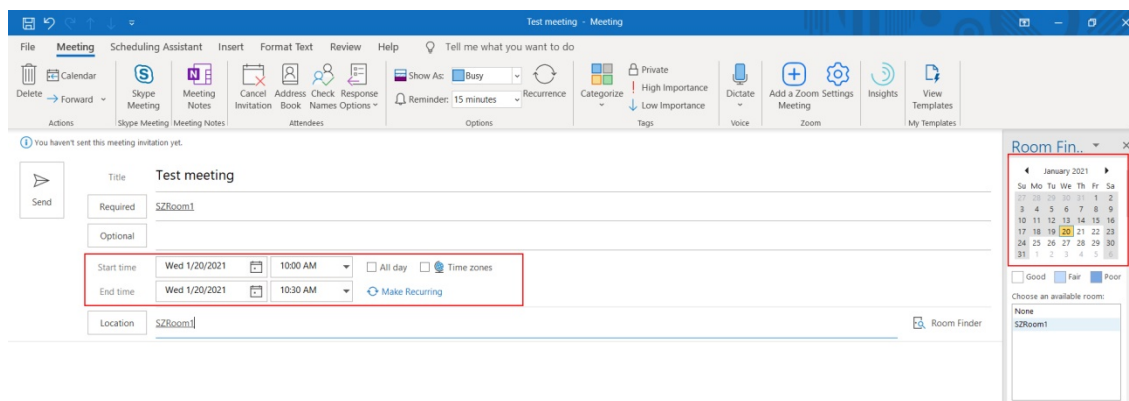 Test meeting - Meeting
File Meeting Scheduling Assistant Insert Format Text Review Help Tell me what you want to do
Delete
Calendar
Forward
Actions
Skype Meeting
Skype Meeting
Meeting Notes
Meeting Notes
Cancel Invitation
Address Book
Check Names
Response Options
Attendees
Show As: Busy
Reminder: 15 minutes
Recurrence
Options
Categorize
Private
High Importance
Low Importance
Tags
Dictate
Voice
Add a Zoom Meeting
Settings
Zoom
Insights
View Templates
My Templates
You haven't sent this meeting invitation yet.
Send
Title Test meeting
Required SZRoom1
Optional
Start time Wed 1/20/2021 10:00 AM All day Time zones
End time Wed 1/20/2021 10:30 AM Make Recurring
Location SZRoom1 Room Finder
Room Fin..
January 2021
Su Mo Tu We Th Fr Sa
27 28 29 30 31 1 2
3 4 5 6 7 8 9
10 11 12 13 14 15 16
17 18 19 20 21 22 23
24 25 26 27 28 29 30
31 1 2 3 4 5 6
Good Fair Poor
Choose an available room:
None
SZRoom1